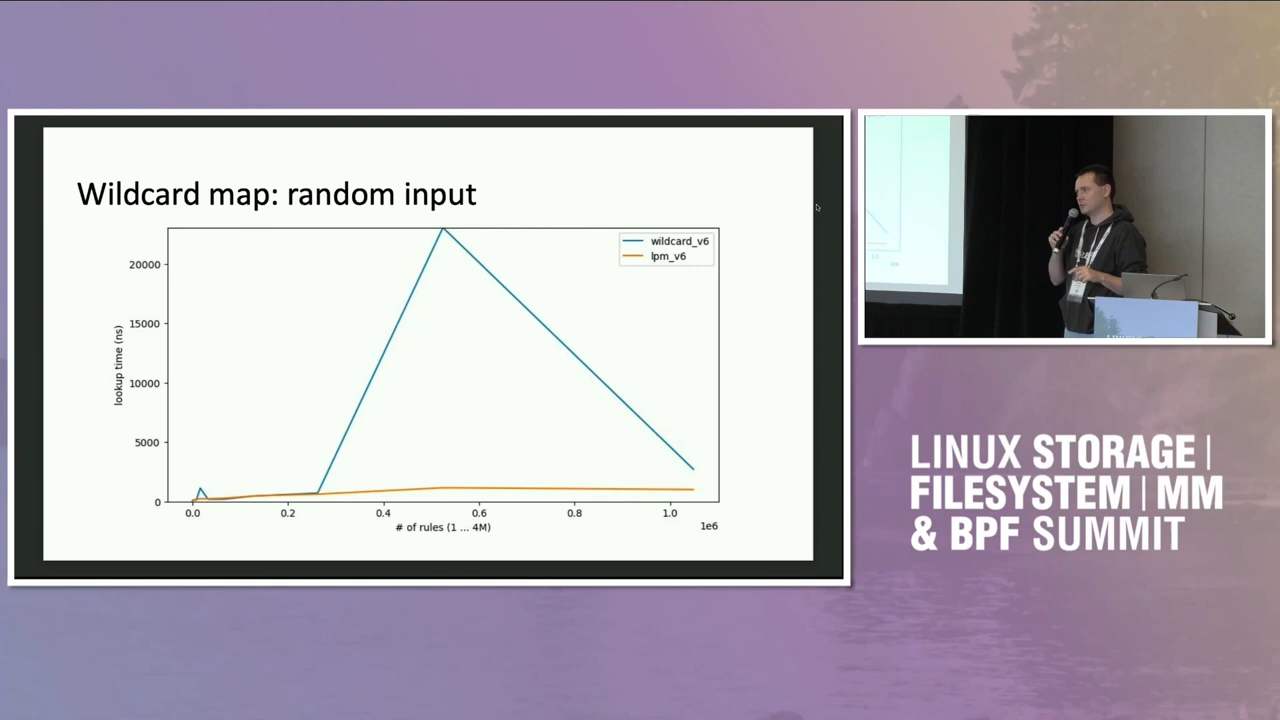 Wildcard map: random input
wildcard_v6
lpm_v6
20000
15000
10000
5000
0
lookup time (ns)
0.0 0.2 0.4 0.6 0.8 1.0
1e6
# of rules (1 ... 4M)
LINUX STORAGE |
FILESYSTEM | MM
& BPF SUMMIT